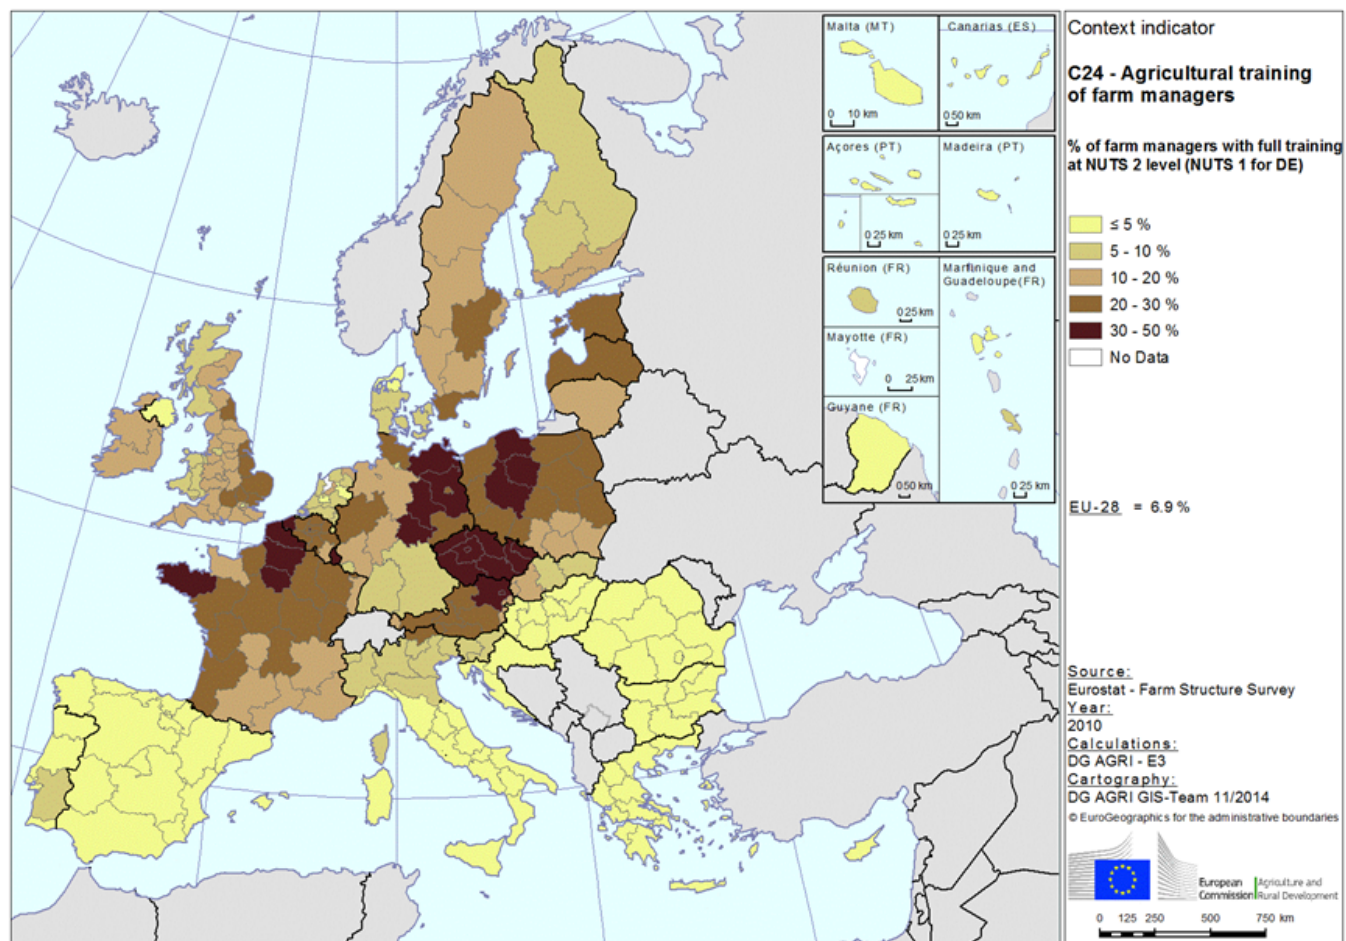 Malta (MT)
0 10 km
Canarias (ES)
0 50 km
Açores (PT)
0 25 km
Madeira (PT)
0 25 km
Réunion (FR)
0 25 km
Martinique and
Guadeloupe(FR)
0 25 km
Mayotte (FR)
0 25 km
Guyane (FR)
0 50 km
Context indicator
C24 - Agricultural training
of farm managers
% of farm managers with full training
at NUTS 2 level (NUTS 1 for DE)
≤ 5 %
5 - 10 %
10 - 20 %
20 - 30 %
30 - 50 %
No Data
EU-28 = 6.9 %
Source:
Eurostat - Farm Structure Survey
Year:
2010
Calculations:
DG AGRI - E3
Cartography:
DG AGRI GIS-Team 11/2014
© EuroGeographics for the administrative boundaries
European
Commission
Agriculture and
Rural Development
0 125 250 500 750 km